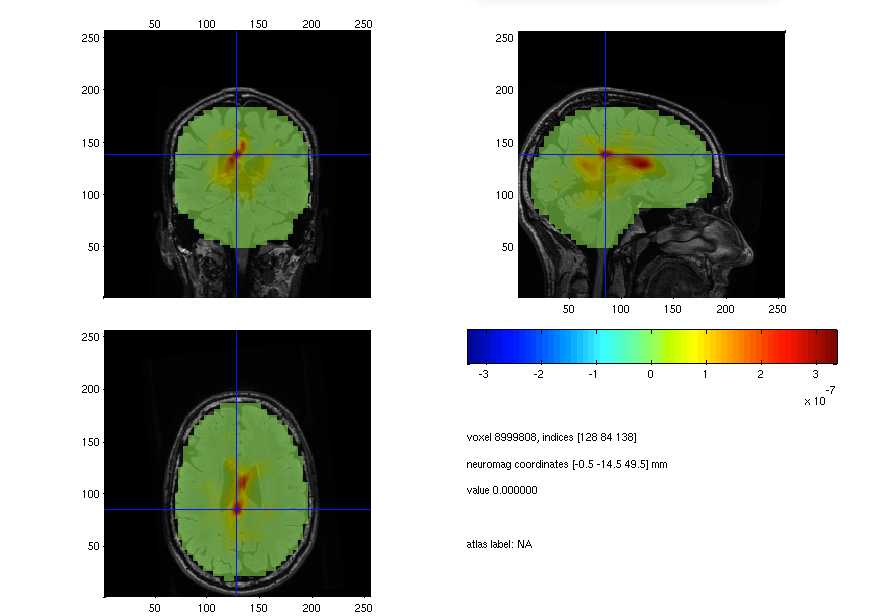 50 100 150 200 250
250 250
200 200
150 150
100 100
50 50
50 100 150 200 250
250
-3 -2 -1 0 1 2 3
-7
x 10
200
voxel 8999808, indices [128 84 138]
150
neuromag coordinates [-0.5 -14.5 49.5] mm
value 0.000000
100
50
atlas label: NA
50 100 150 200 250